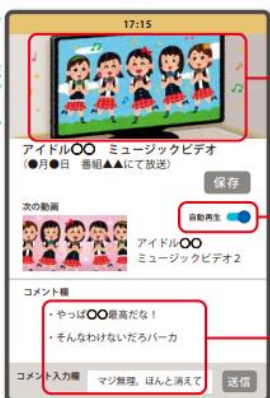 17:15
アイドル〇〇 ミュージックビデオ
(●月●日 番組▲▲にて放送)
保存
次の動画
自動再生
アイドル〇〇
ミュージックビデオ2
コメント欄
・やっぱ〇〇最高だな!
・そんなわけないだろバーカ
コメント入力欄
マジ無理。ほんと消えて
送信